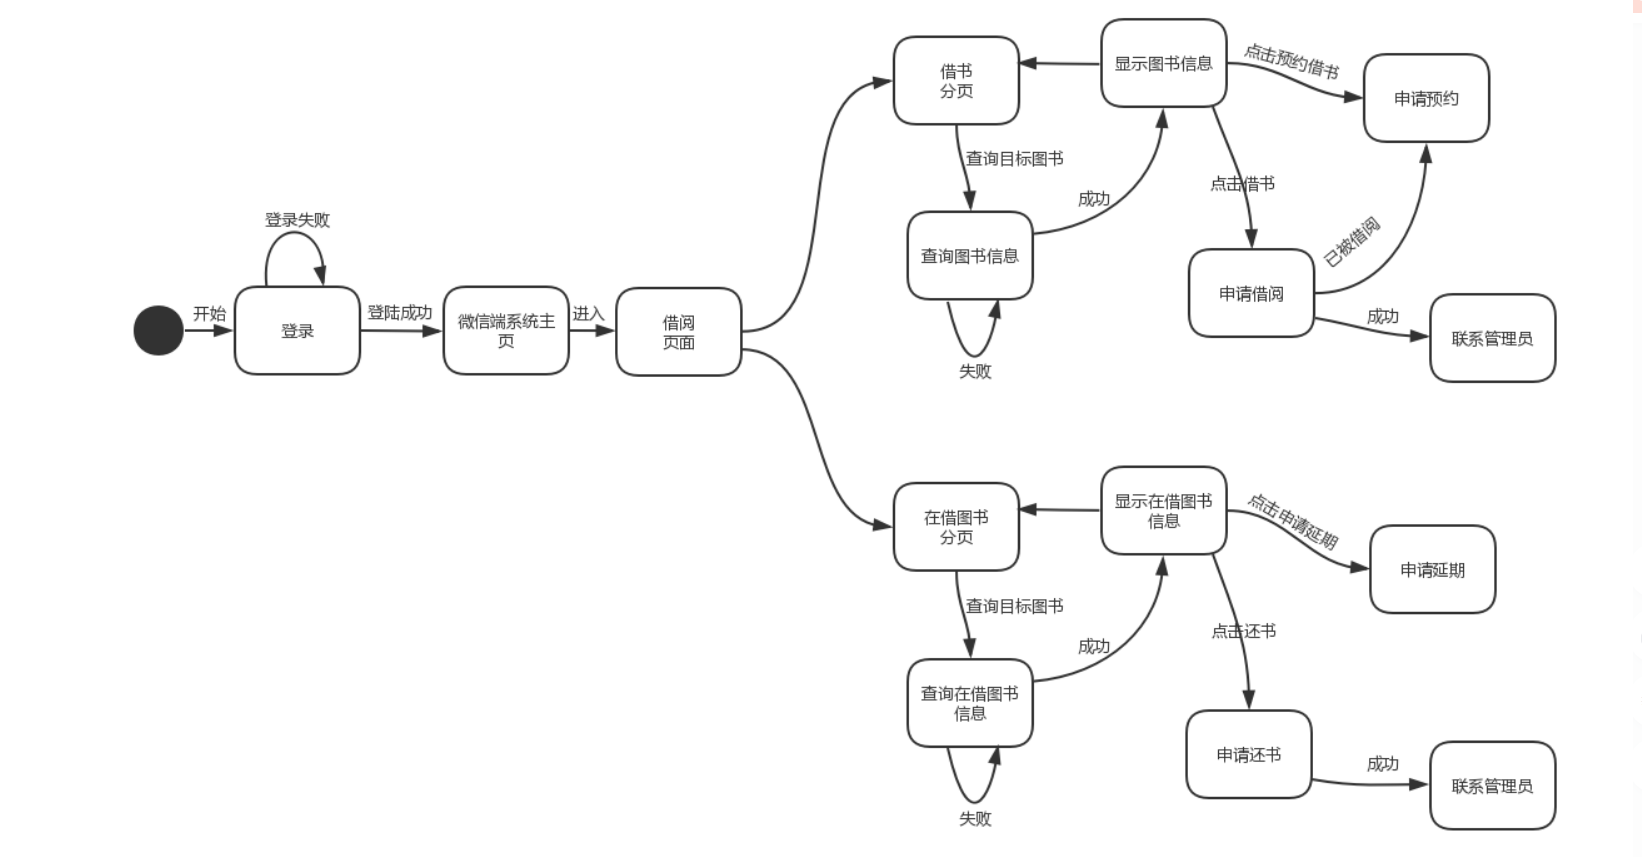 开始
登录失败
登录
登陆成功
微信端系统主
页
进入
借阅
页面
借书
分页
查询目标图书
查询图书信息
失败
成功
显示图书信息
点击预约借书
申请预约
点击借书
申请借阅
已被借阅
成功
联系管理员
在借图书
分页
查询目标图书
查询在借图书
信息
失败
成功
显示在借图书
信息
点击申请延期
申请延期
点击还书
申请还书
成功
联系管理员